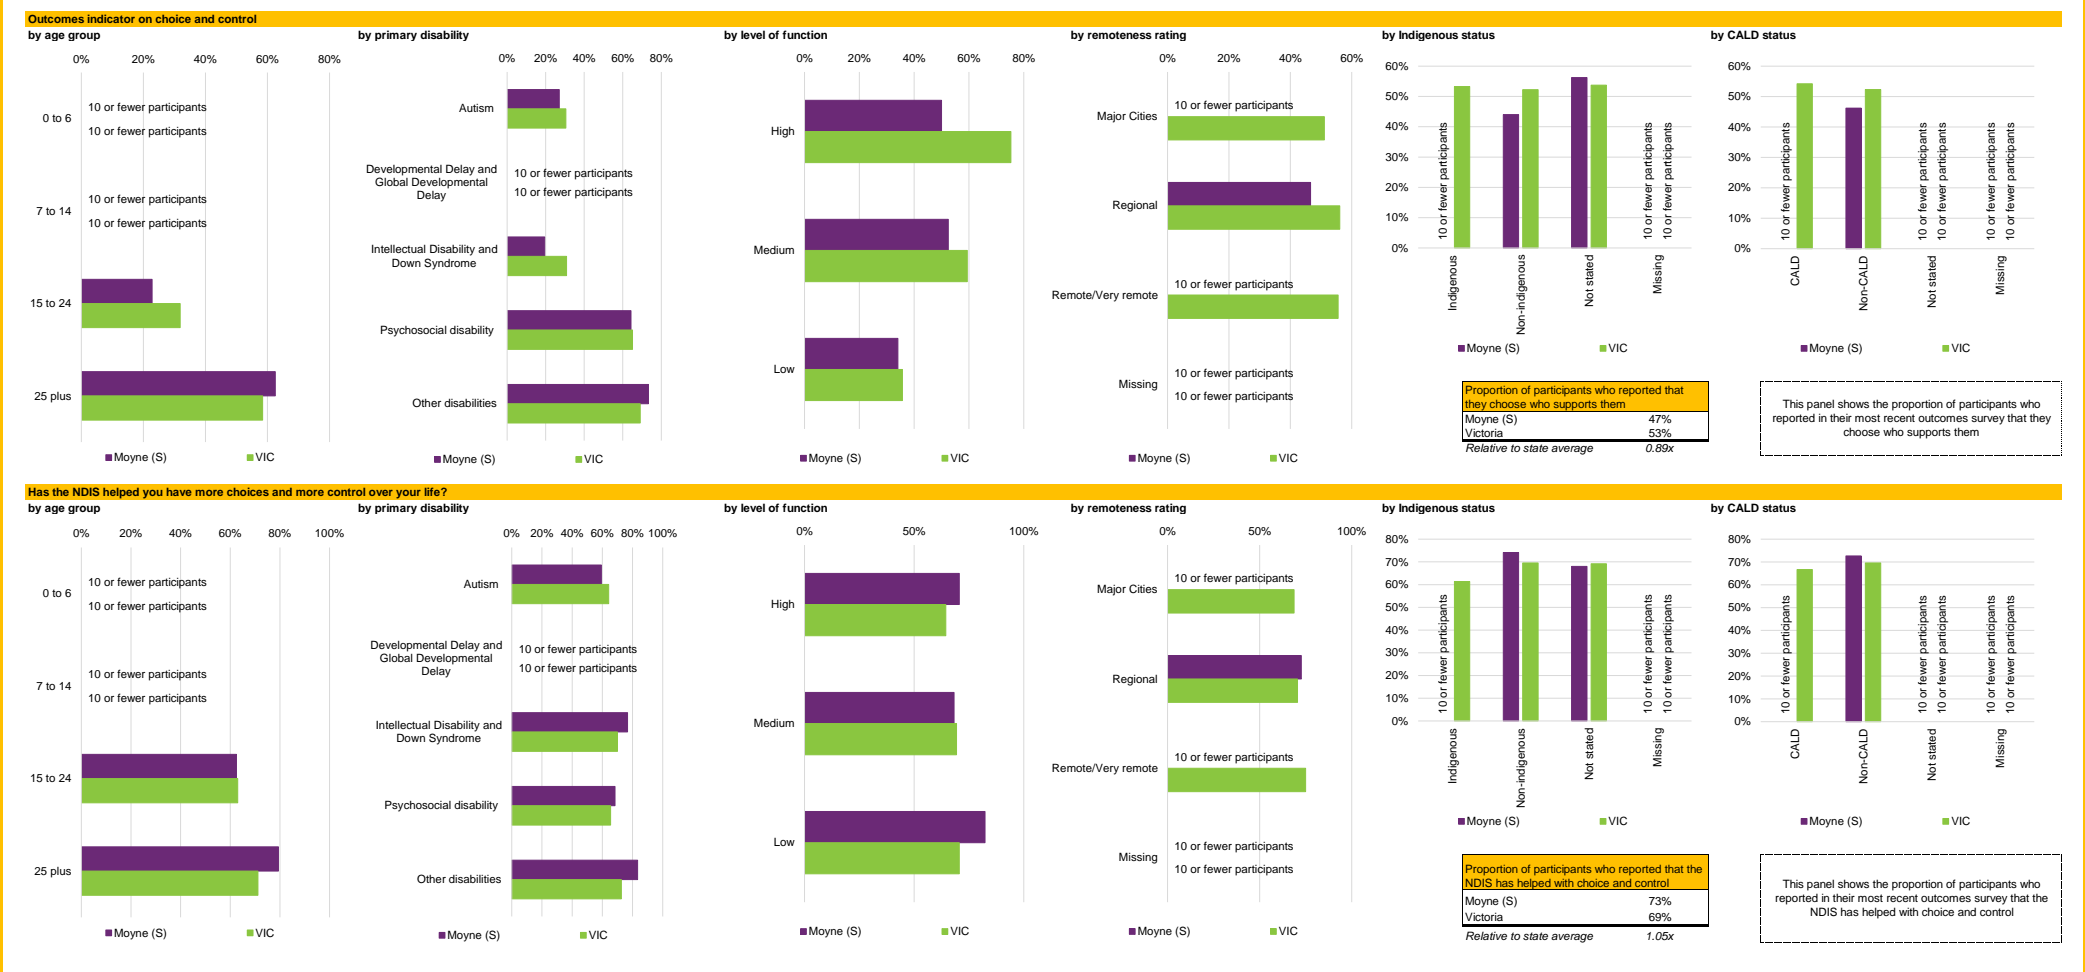 Outcomes indicator on choice and control
by age group
0% 20% 40% 60% 80%
0 to 6
10 or fewer participants
10 or fewer participants
7 to 14
10 or fewer participants
10 or fewer participants
15 to 24
25 plus
Moyne (S) VIC
by primary disability
0% 20% 40% 60% 80%
Autism
Developmental Delay and
Global Developmental
Delay
10 or fewer participants
10 or fewer participants
Intellectual Disability and
Down Syndrome
Psychosocial disability
Other disabilities
Moyne (S) VIC
by level of function
0% 20% 40% 60% 80%
High
Medium
Low
Moyne (S) VIC
by remoteness rating
0% 20% 40% 60%
Major Cities
10 or fewer participants
Regional
Remote/Very remote
10 or fewer participants
Missing
10 or fewer participants
10 or fewer participants
Moyne (S) VIC
by Indigenous status
60%
50%
40%
30%
20%
10%
0%
10 or fewer participants
10 or fewer participants
10 or fewer participants
Indigenous
Non-indigenous
Not stated
Missing
Moyne (S) VIC
Proportion of participants who reported that
they choose who supports them
Moyne (S) 47%
Victoria 53%
Relative to state average 0.89x
by CALD status
60%
50%
40%
30%
20%
10%
0%
10 or fewer participants
10 or fewer participants
10 or fewer participants
10 or fewer participants
10 or fewer participants
CALD
Non-CALD
Not stated
Missing
Moyne (S) VIC
This panel shows the proportion of participants who
reported in their most recent outcomes survey that they
choose who supports them
Has the NDIS helped you have more choices and more control over your life?
by age group
0% 20% 40% 60% 80% 100%
0 to 6
10 or fewer participants
10 or fewer participants
7 to 14
10 or fewer participants
10 or fewer participants
15 to 24
25 plus
Moyne (S) VIC
by primary disability
0% 20% 40% 60% 80% 100%
Autism
Developmental Delay and
Global Developmental
Delay
10 or fewer participants
10 or fewer participants
Intellectual Disability and
Down Syndrome
Psychosocial disability
Other disabilities
Moyne (S) VIC
by level of function
0% 50% 100%
High
Medium
Low
Moyne (S) VIC
by remoteness rating
0% 50% 100%
Major Cities
10 or fewer participants
Regional
Remote/Very remote
10 or fewer participants
Missing
10 or fewer participants
10 or fewer participants
Moyne (S) VIC
by Indigenous status
80%
70%
60%
50%
40%
30%
20%
10%
0%
10 or fewer participants
10 or fewer participants
10 or fewer participants
Indigenous
Non-indigenous
Not stated
Missing
Moyne (S) VIC
Proportion of participants who reported that the
NDIS has helped with choice and control
Moyne (S) 73%
Victoria 69%
Relative to state average 1.05x
by CALD status
80%
70%
60%
50%
40%
30%
20%
10%
0%
10 or fewer participants
10 or fewer participants
10 or fewer participants
10 or fewer participants
10 or fewer participants
CALD
Non-CALD
Not stated
Missing
Moyne (S) VIC
This panel shows the proportion of participants who
reported in their most recent outcomes survey that the
NDIS has helped with choice and control